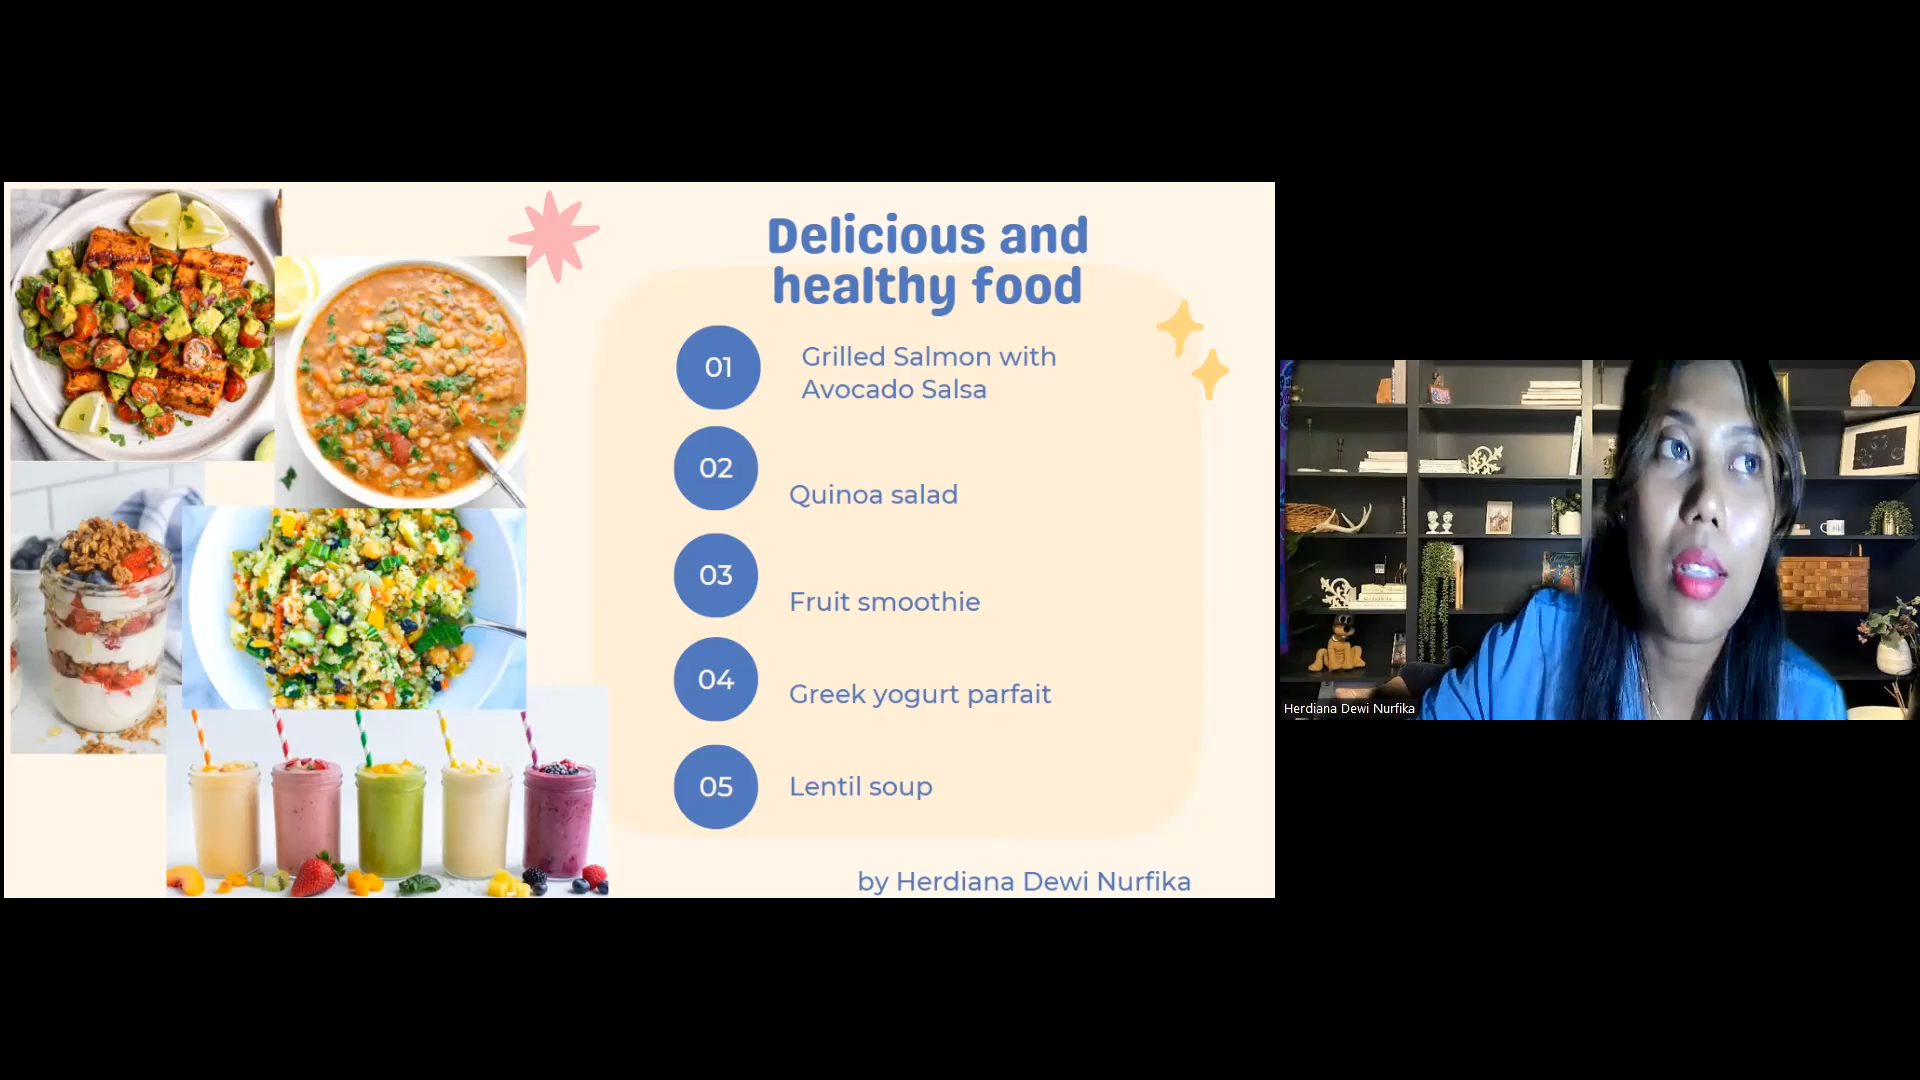 Delicious and
healthy food
01
Grilled Salmon with
Avocado Salsa
02
Quinoa salad
03
Fruit smoothie
04
Greek yogurt parfait
05
Lentil soup
by Herdiana Dewi Nurfika
Herdiana Dewi Nurfika